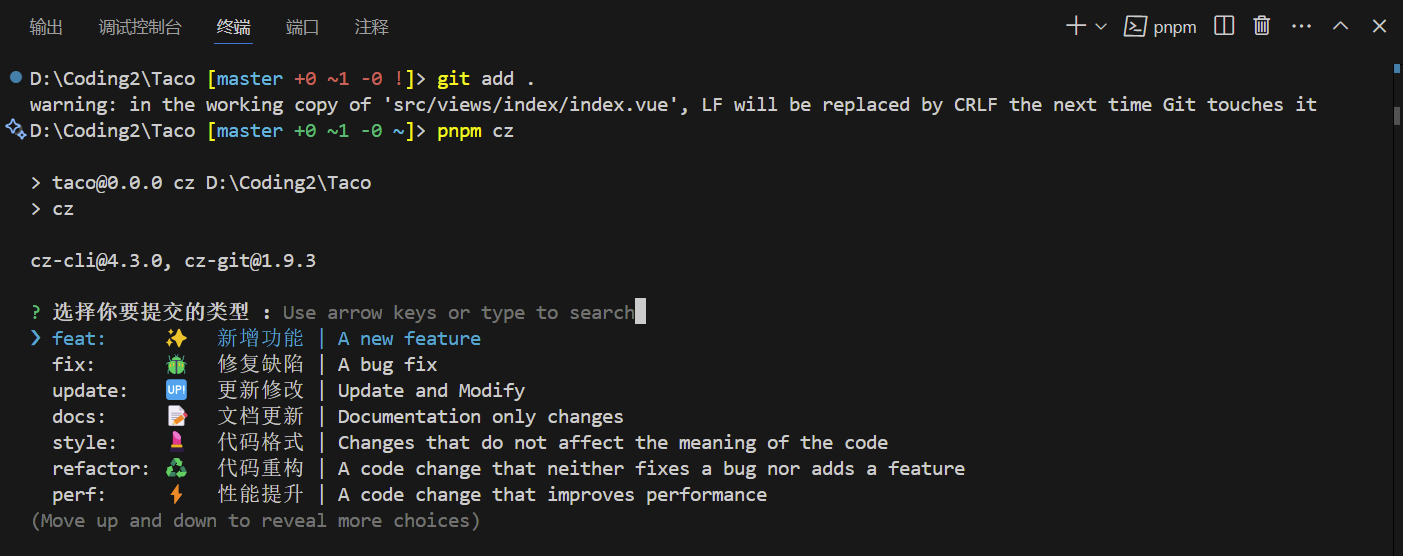 输出 调试控制台 终端 端口 注释 pnpm
D:\Coding2\Taco [master +0 ~1 -0 !]> git add .
warning: in the working copy of 'src/views/index/index.vue', LF will be replaced by CRLF the next time Git touches it
D:\Coding2\Taco [master +0 ~1 -0 ~]> pnpm cz
> taco@0.0.0 cz D:\Coding2\Taco
> cz
cz-cli@4.3.0, cz-git@1.9.3
? 选择你要提交的类型 : Use arrow keys or type to search
❯ feat: ✨ 新增功能 | A new feature
fix: 🪲 修复缺陷 | A bug fix
update: 🆙 更新修改 | Update and Modify
docs: 📝 文档更新 | Documentation only changes
style: 💄 代码格式 | Changes that do not affect the meaning of the code
refactor: ♻️ 代码重构 | A code change that neither fixes a bug nor adds a feature
perf: ⚡ 性能提升 | A code change that improves performance
(Move up and down to reveal more choices)